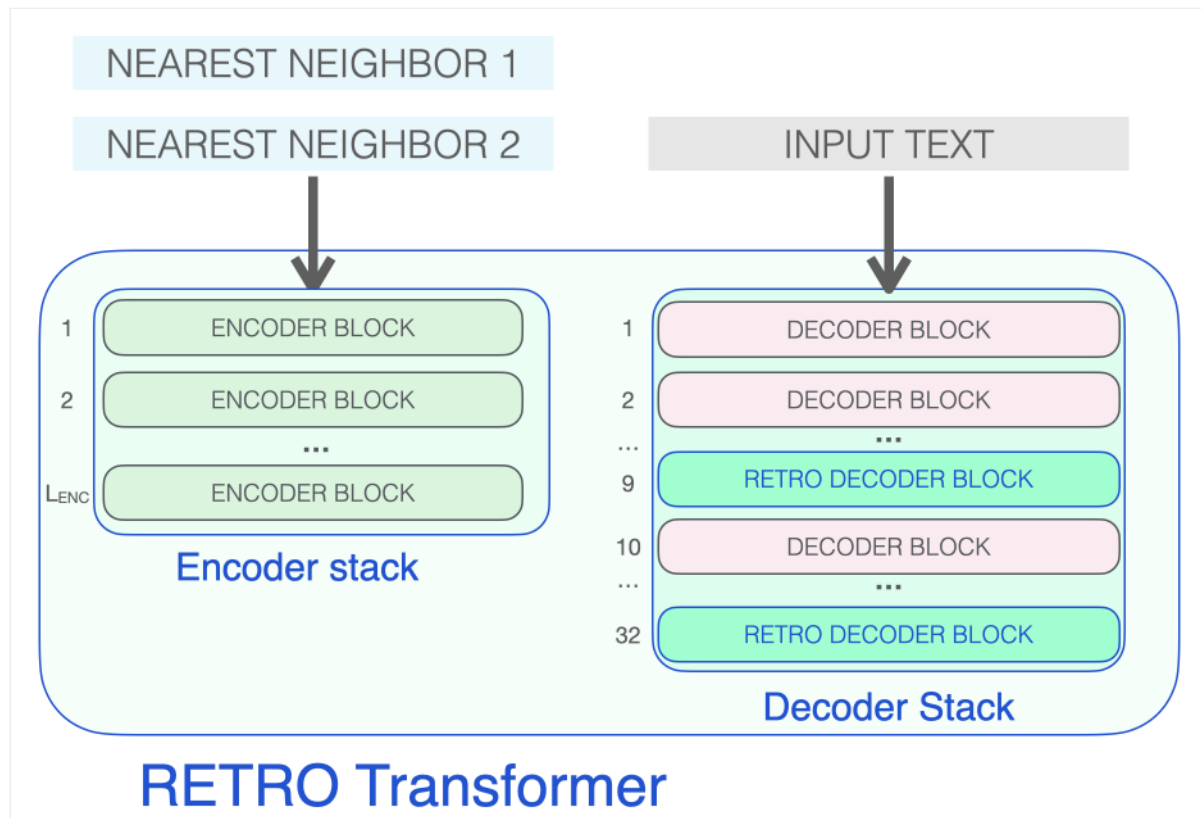 NEAREST NEIGHBOR 1
NEAREST NEIGHBOR 2
INPUT TEXT
1 ENCODER BLOCK
2 ENCODER BLOCK
...
LENC ENCODER BLOCK
Encoder stack
1 DECODER BLOCK
2 DECODER BLOCK
... ...
9 RETRO DECODER BLOCK
10 DECODER BLOCK
... ...
32 RETRO DECODER BLOCK
Decoder Stack
RETRO Transformer